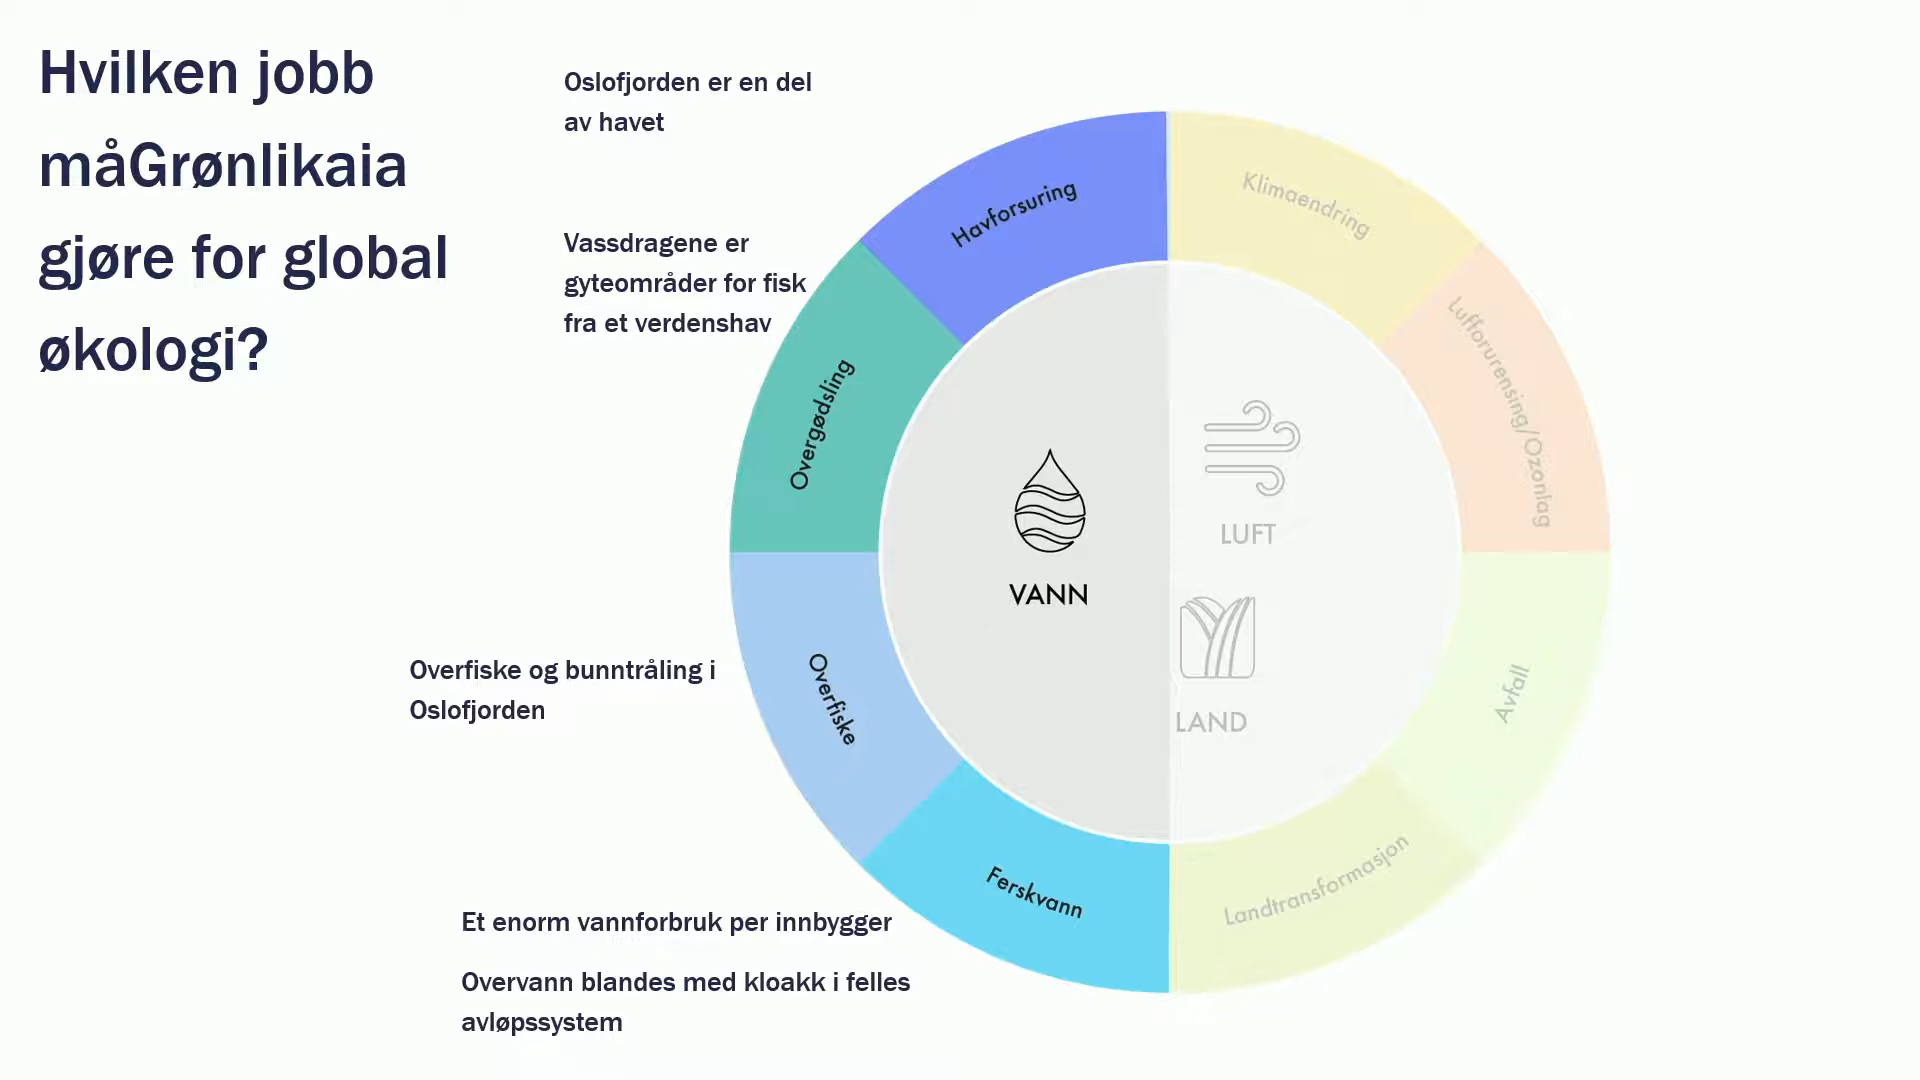 Hvilken jobb
måGrønlikaia
gjøre for global
økologi?
Oslofjorden er en del
av havet
Vassdragene er
gyteområder for fisk
fra et verdenshav
Overfiske og bunntråling i
Oslofjorden
Et enorm vannforbruk per innbygger
Overvann blandes med kloakk i felles
avløpssystem
Havforsuring
Klimaendring
Lufforurensing/Ozonlag
Avfall
Landtransformasjon
Ferskvann
Overfiske
Overgødsling
VANN
LUFT
LAND